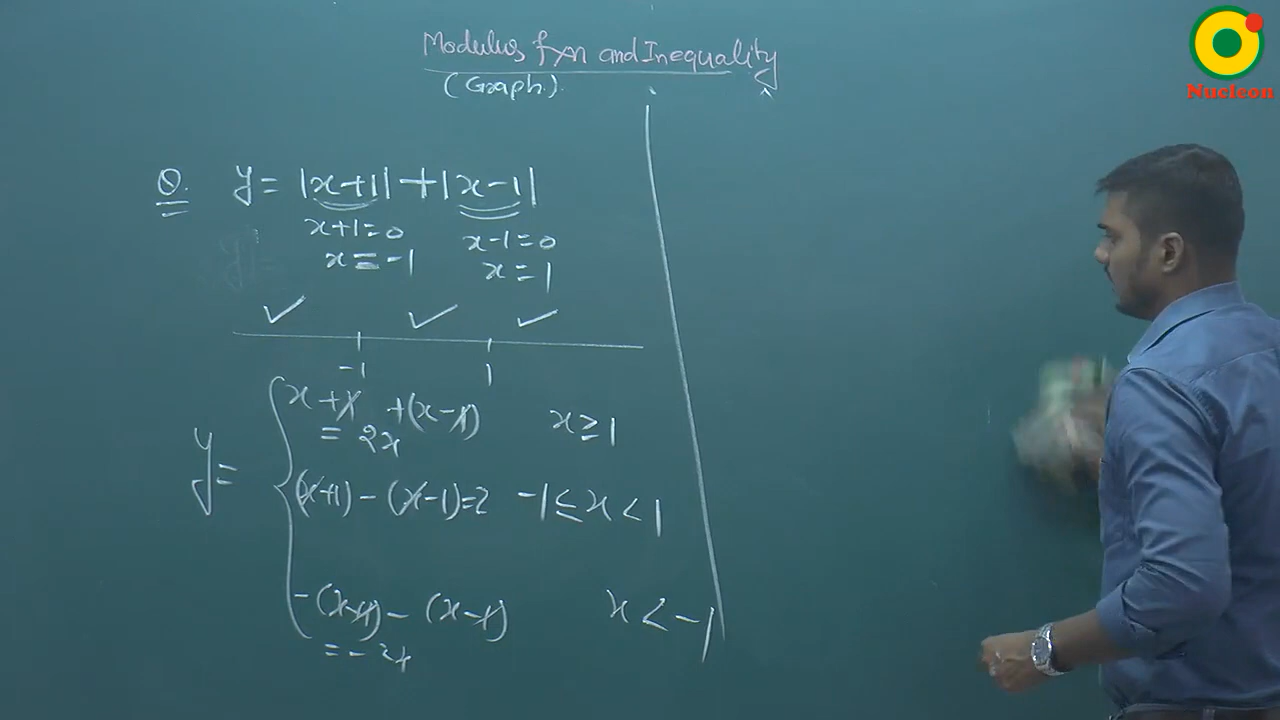 Modulus fxn and Inequality
(Graph.)
Nucleon
Q. y = |x+1| + |x-1|
x+1=0 x-1=0
x = -1 x = 1
✓ ✓ ✓
-1 1
y =
x + 1 + (x-1) x ≥ 1
= 2x
(x+1) - (x-1) = 2 -1 ≤ x < 1
-(x+1) - (x-1) x < -1
= -2x